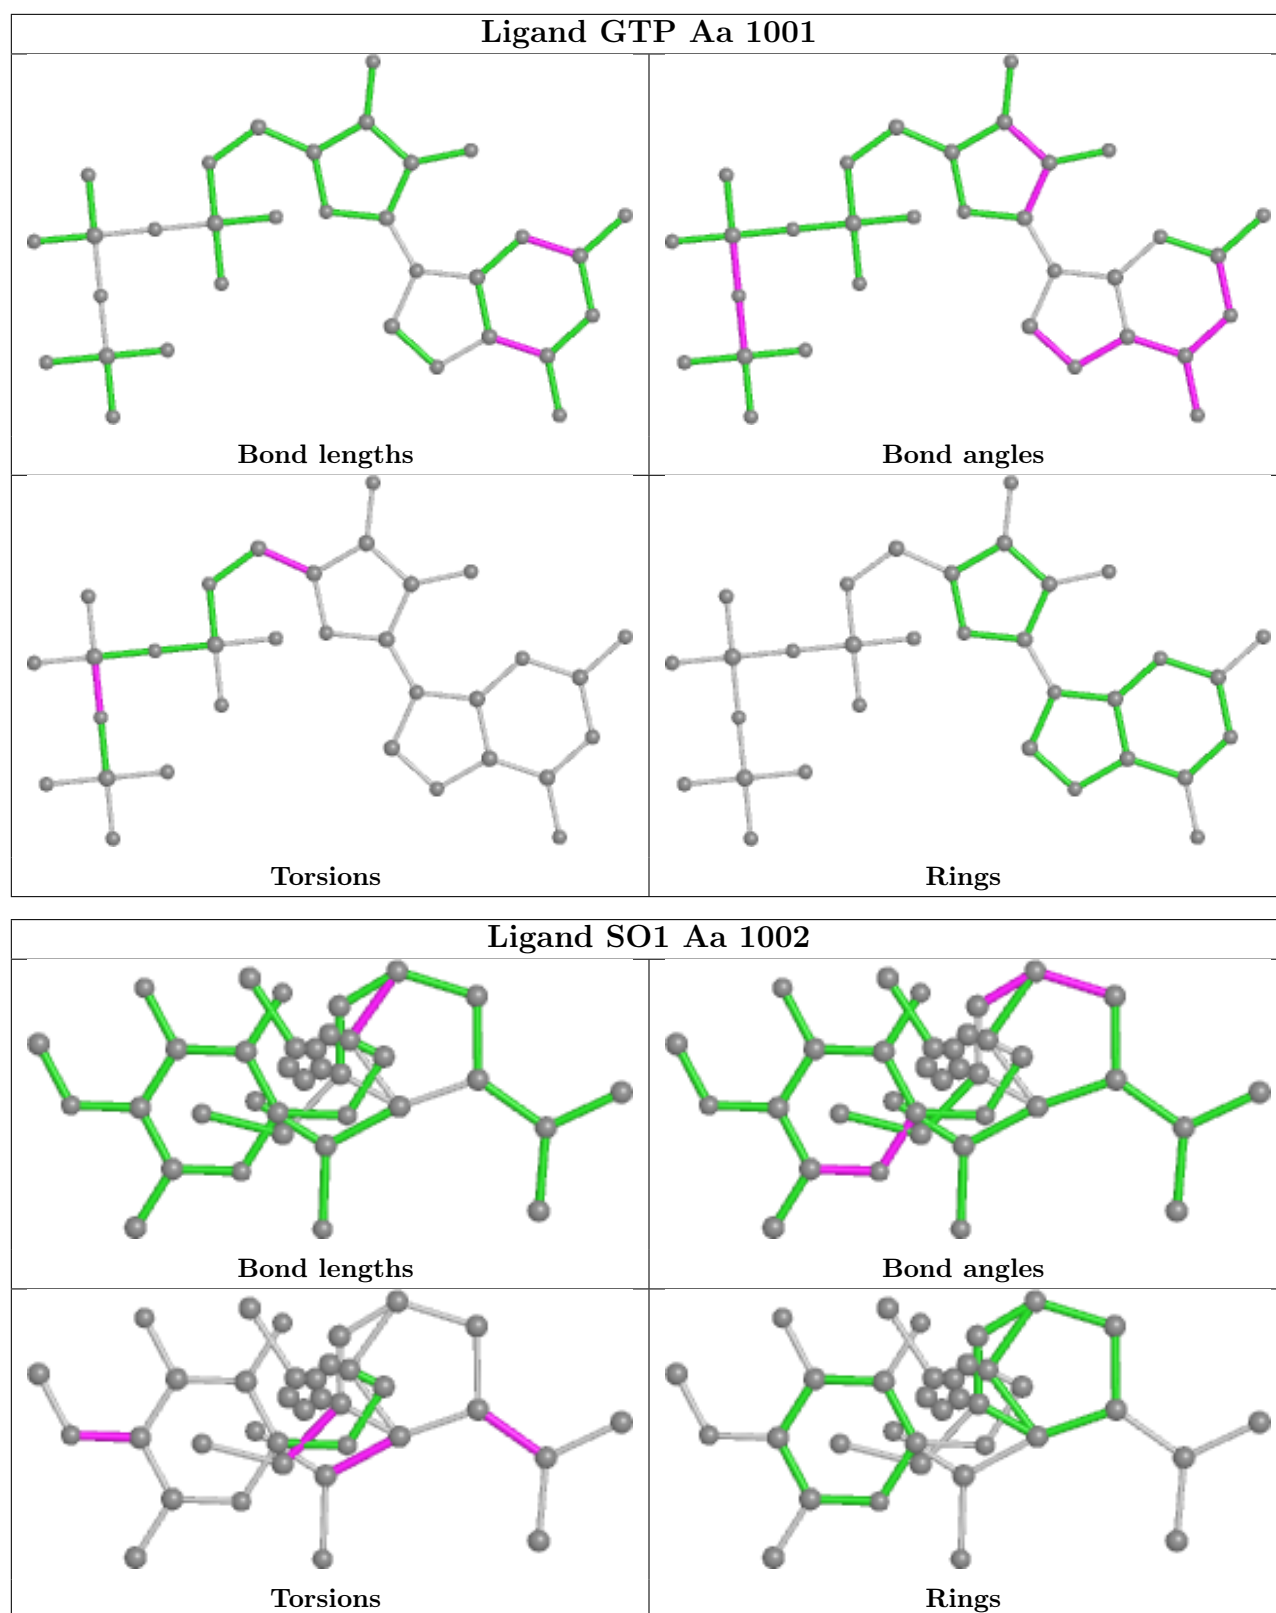 Ligand GTP Aa 1001
Bond lengths
Bond angles
Torsions
Rings
Ligand SO1 Aa 1002
Bond lengths
Bond angles
Torsions
Rings